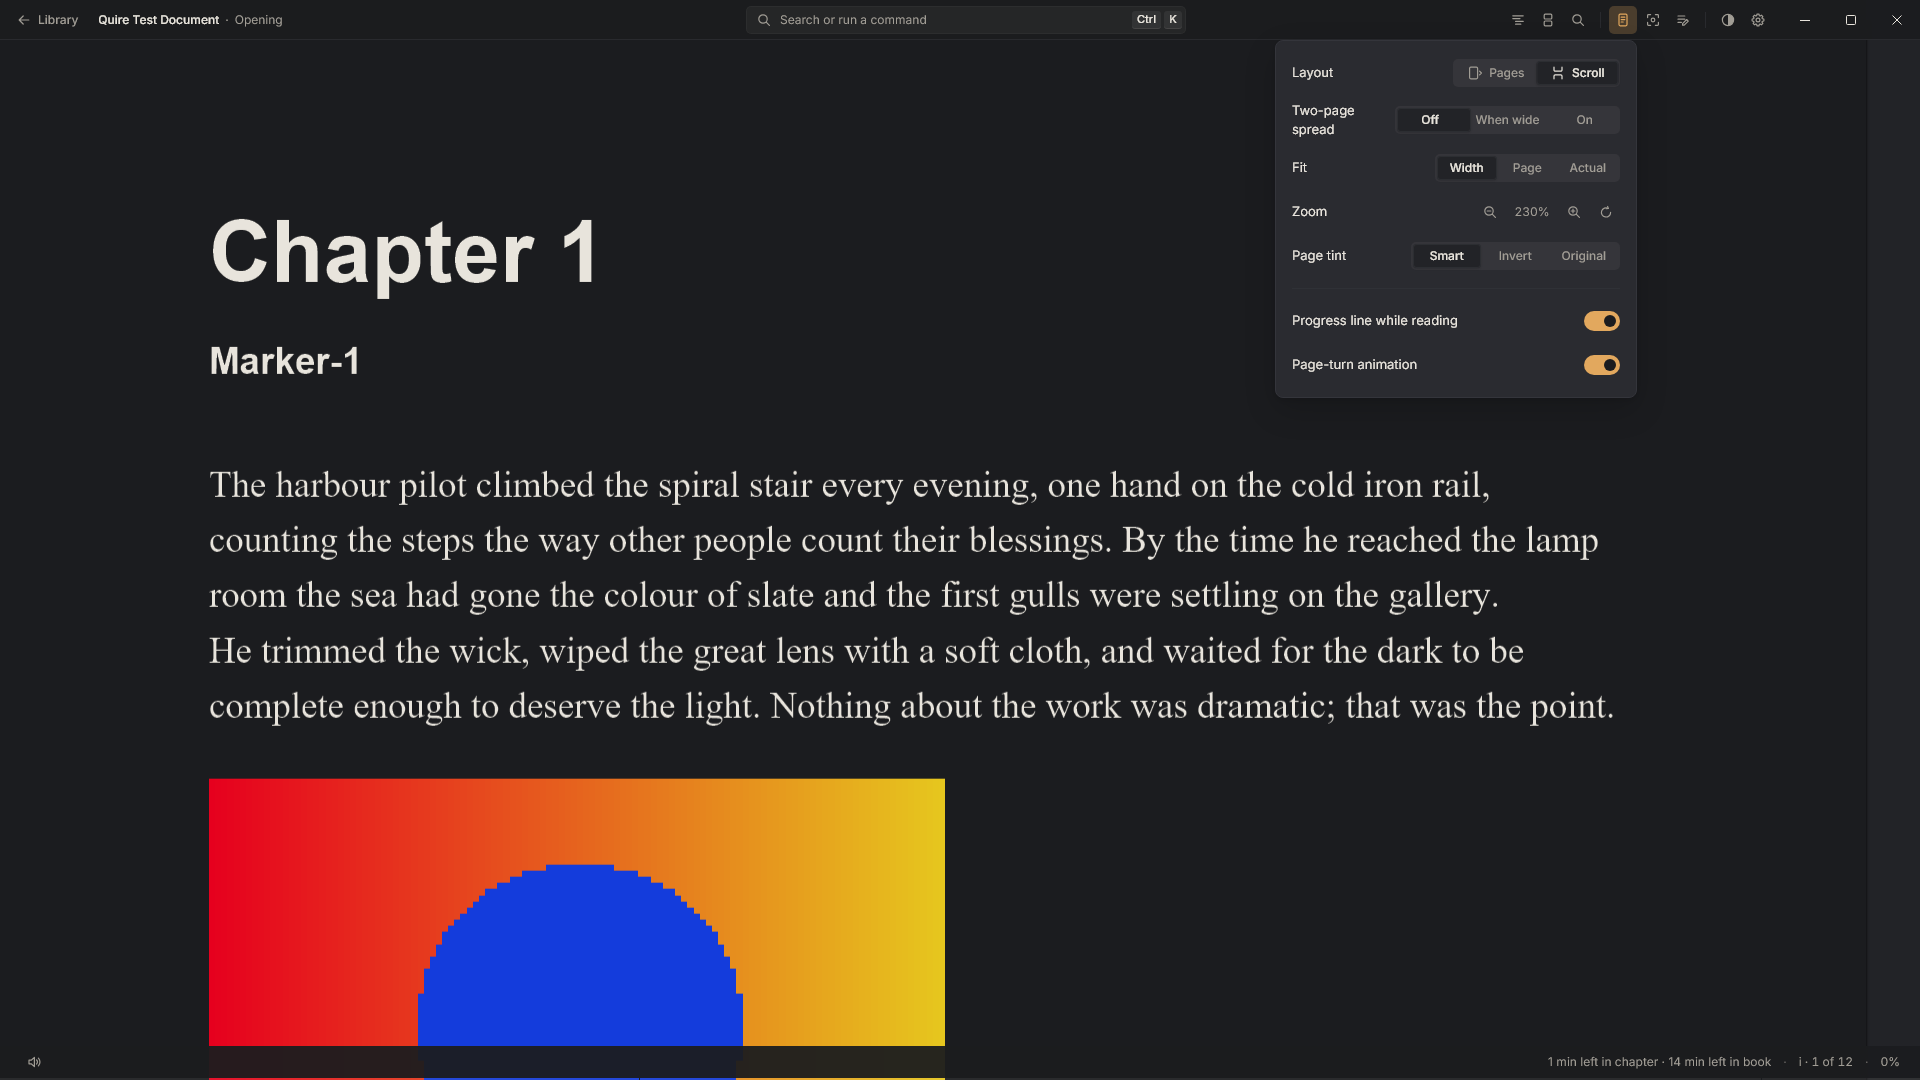 Library Quire Test Document · Opening
Search or run a command Ctrl K
Layout Pages Scroll
Two-page spread Off When wide On
Fit Width Page Actual
Zoom 230%
Page tint Smart Invert Original
Progress line while reading
Page-turn animation
Chapter 1
Marker-1
The harbour pilot climbed the spiral stair every evening, one hand on the cold iron rail,
counting the steps the way other people count their blessings. By the time he reached the lamp
room the sea had gone the colour of slate and the first gulls were settling on the gallery.
He trimmed the wick, wiped the great lens with a soft cloth, and waited for the dark to be
complete enough to deserve the light. Nothing about the work was dramatic; that was the point.
1 min left in chapter · 14 min left in book · i · 1 of 12 · 0%